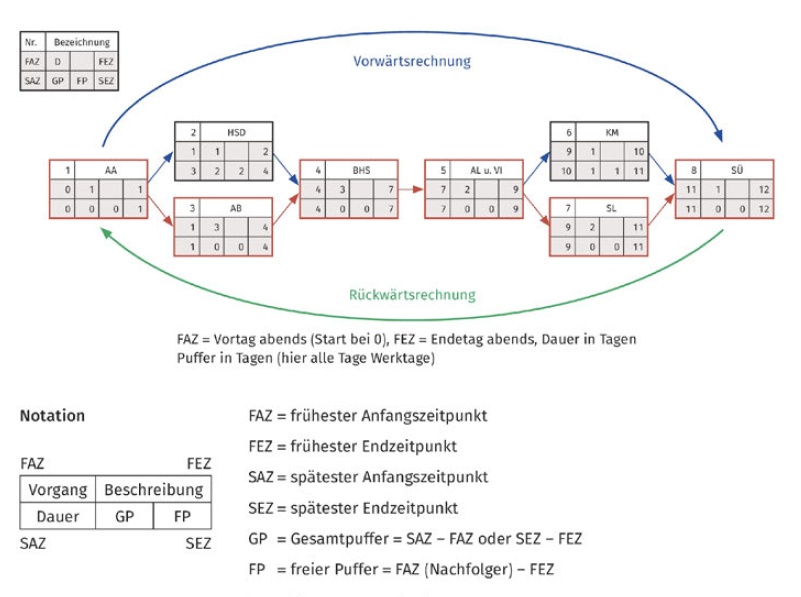 Nr. Bezeichnung
FAZ D FEZ
SAZ GP FP SEZ
Vorwärtsrechnung
1 AA
0 1 1
0 0 0 1
2 HSD
1 1 2
3 2 2 4
3 AB
1 3 4
1 0 0 4
4 BHS
4 3 7
4 0 0 7
5 AL u. VI
7 2 9
7 0 0 9
6 KM
9 1 10
10 1 1 11
7 SL
9 2 11
9 0 0 11
8 SÜ
11 1 12
11 0 0 12
Rückwärtsrechnung
FAZ = Vortag abends (Start bei 0), FEZ = Endetag abends, Dauer in Tagen
Puffer in Tagen (hier alle Tage Werktage)
Notation
FAZ FEZ
Vorgang Beschreibung
Dauer GP FP
SAZ SEZ
FAZ = frühester Anfangszeitpunkt
FEZ = frühester Endzeitpunkt
SAZ = spätester Anfangszeitpunkt
SEZ = spätester Endzeitpunkt
GP = Gesamtpuffer = SAZ – FAZ oder SEZ – FEZ
FP = freier Puffer = FAZ (Nachfolger) – FEZ